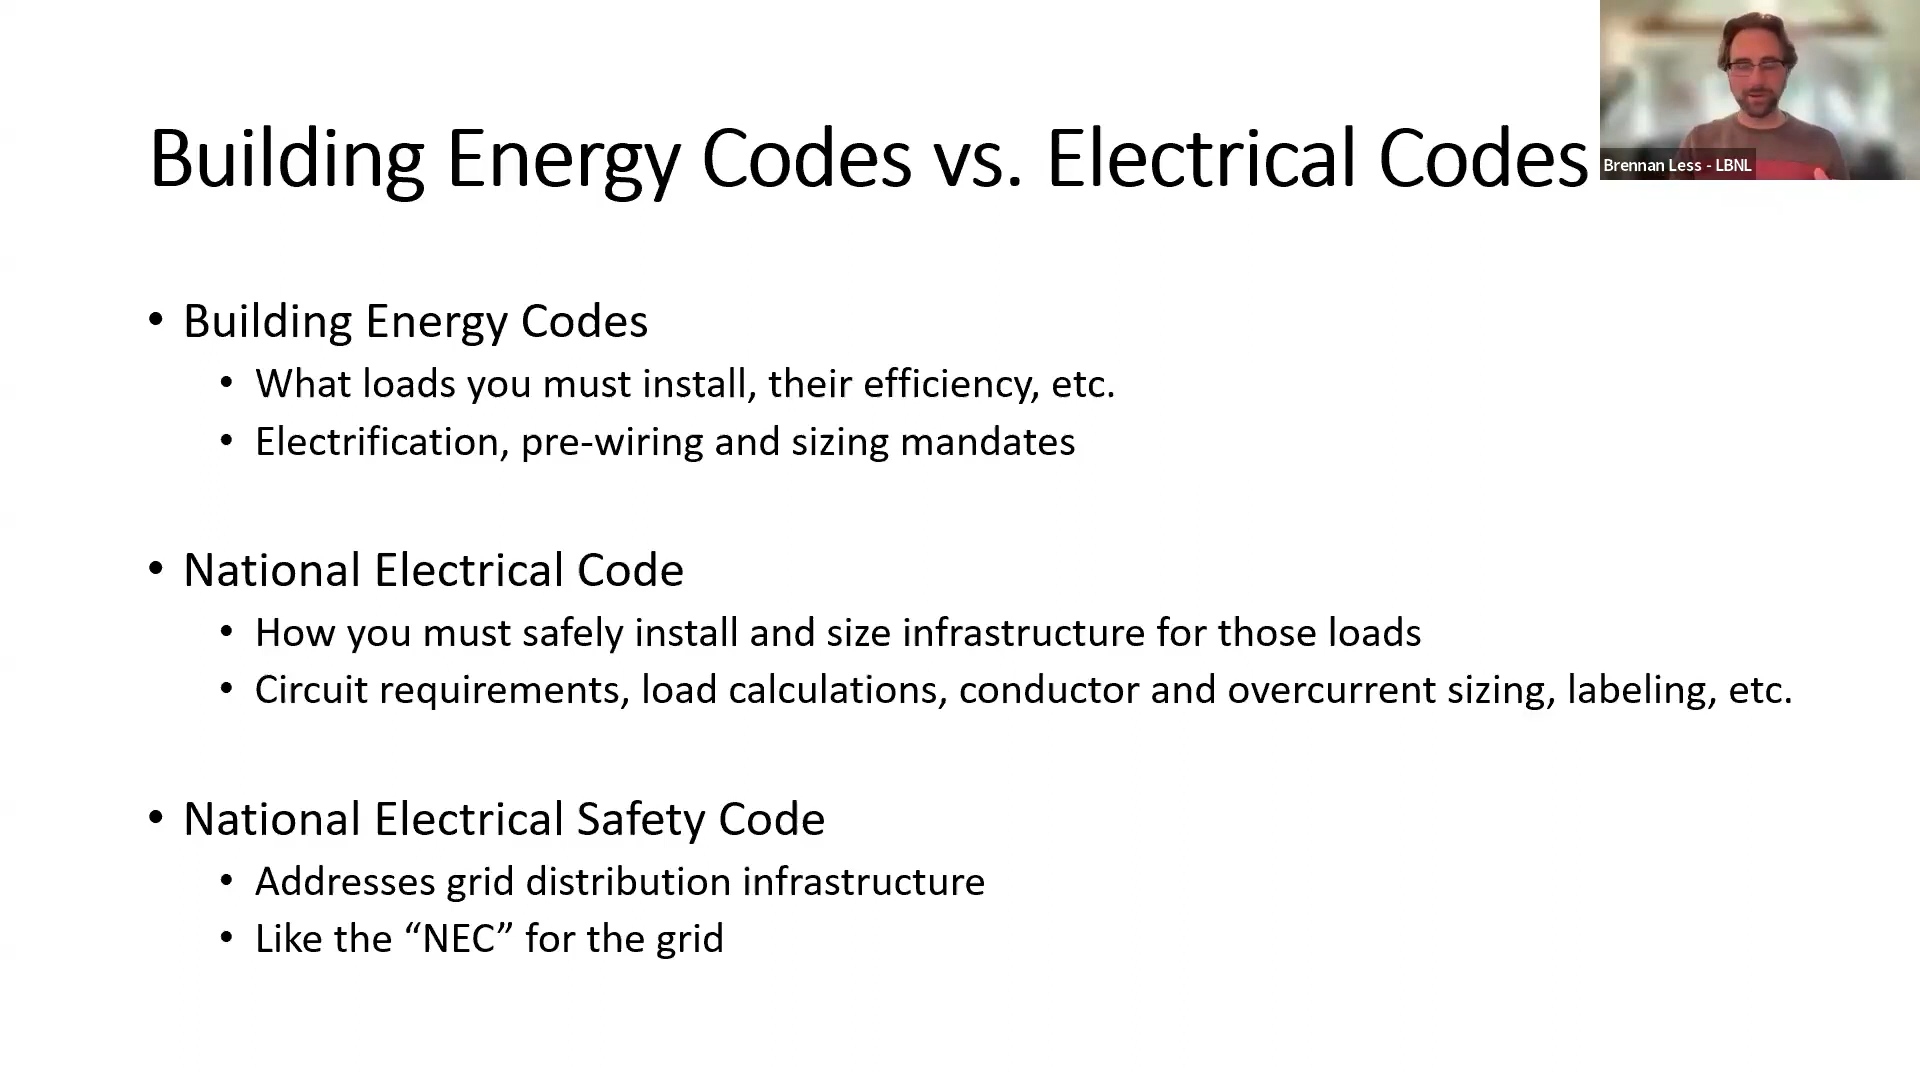 Building Energy Codes vs. Electrical Codes
Brennan Less - LBNL
• Building Energy Codes
• What loads you must install, their efficiency, etc.
• Electrification, pre-wiring and sizing mandates
• National Electrical Code
• How you must safely install and size infrastructure for those loads
• Circuit requirements, load calculations, conductor and overcurrent sizing, labeling, etc.
• National Electrical Safety Code
• Addresses grid distribution infrastructure
• Like the “NEC” for the grid